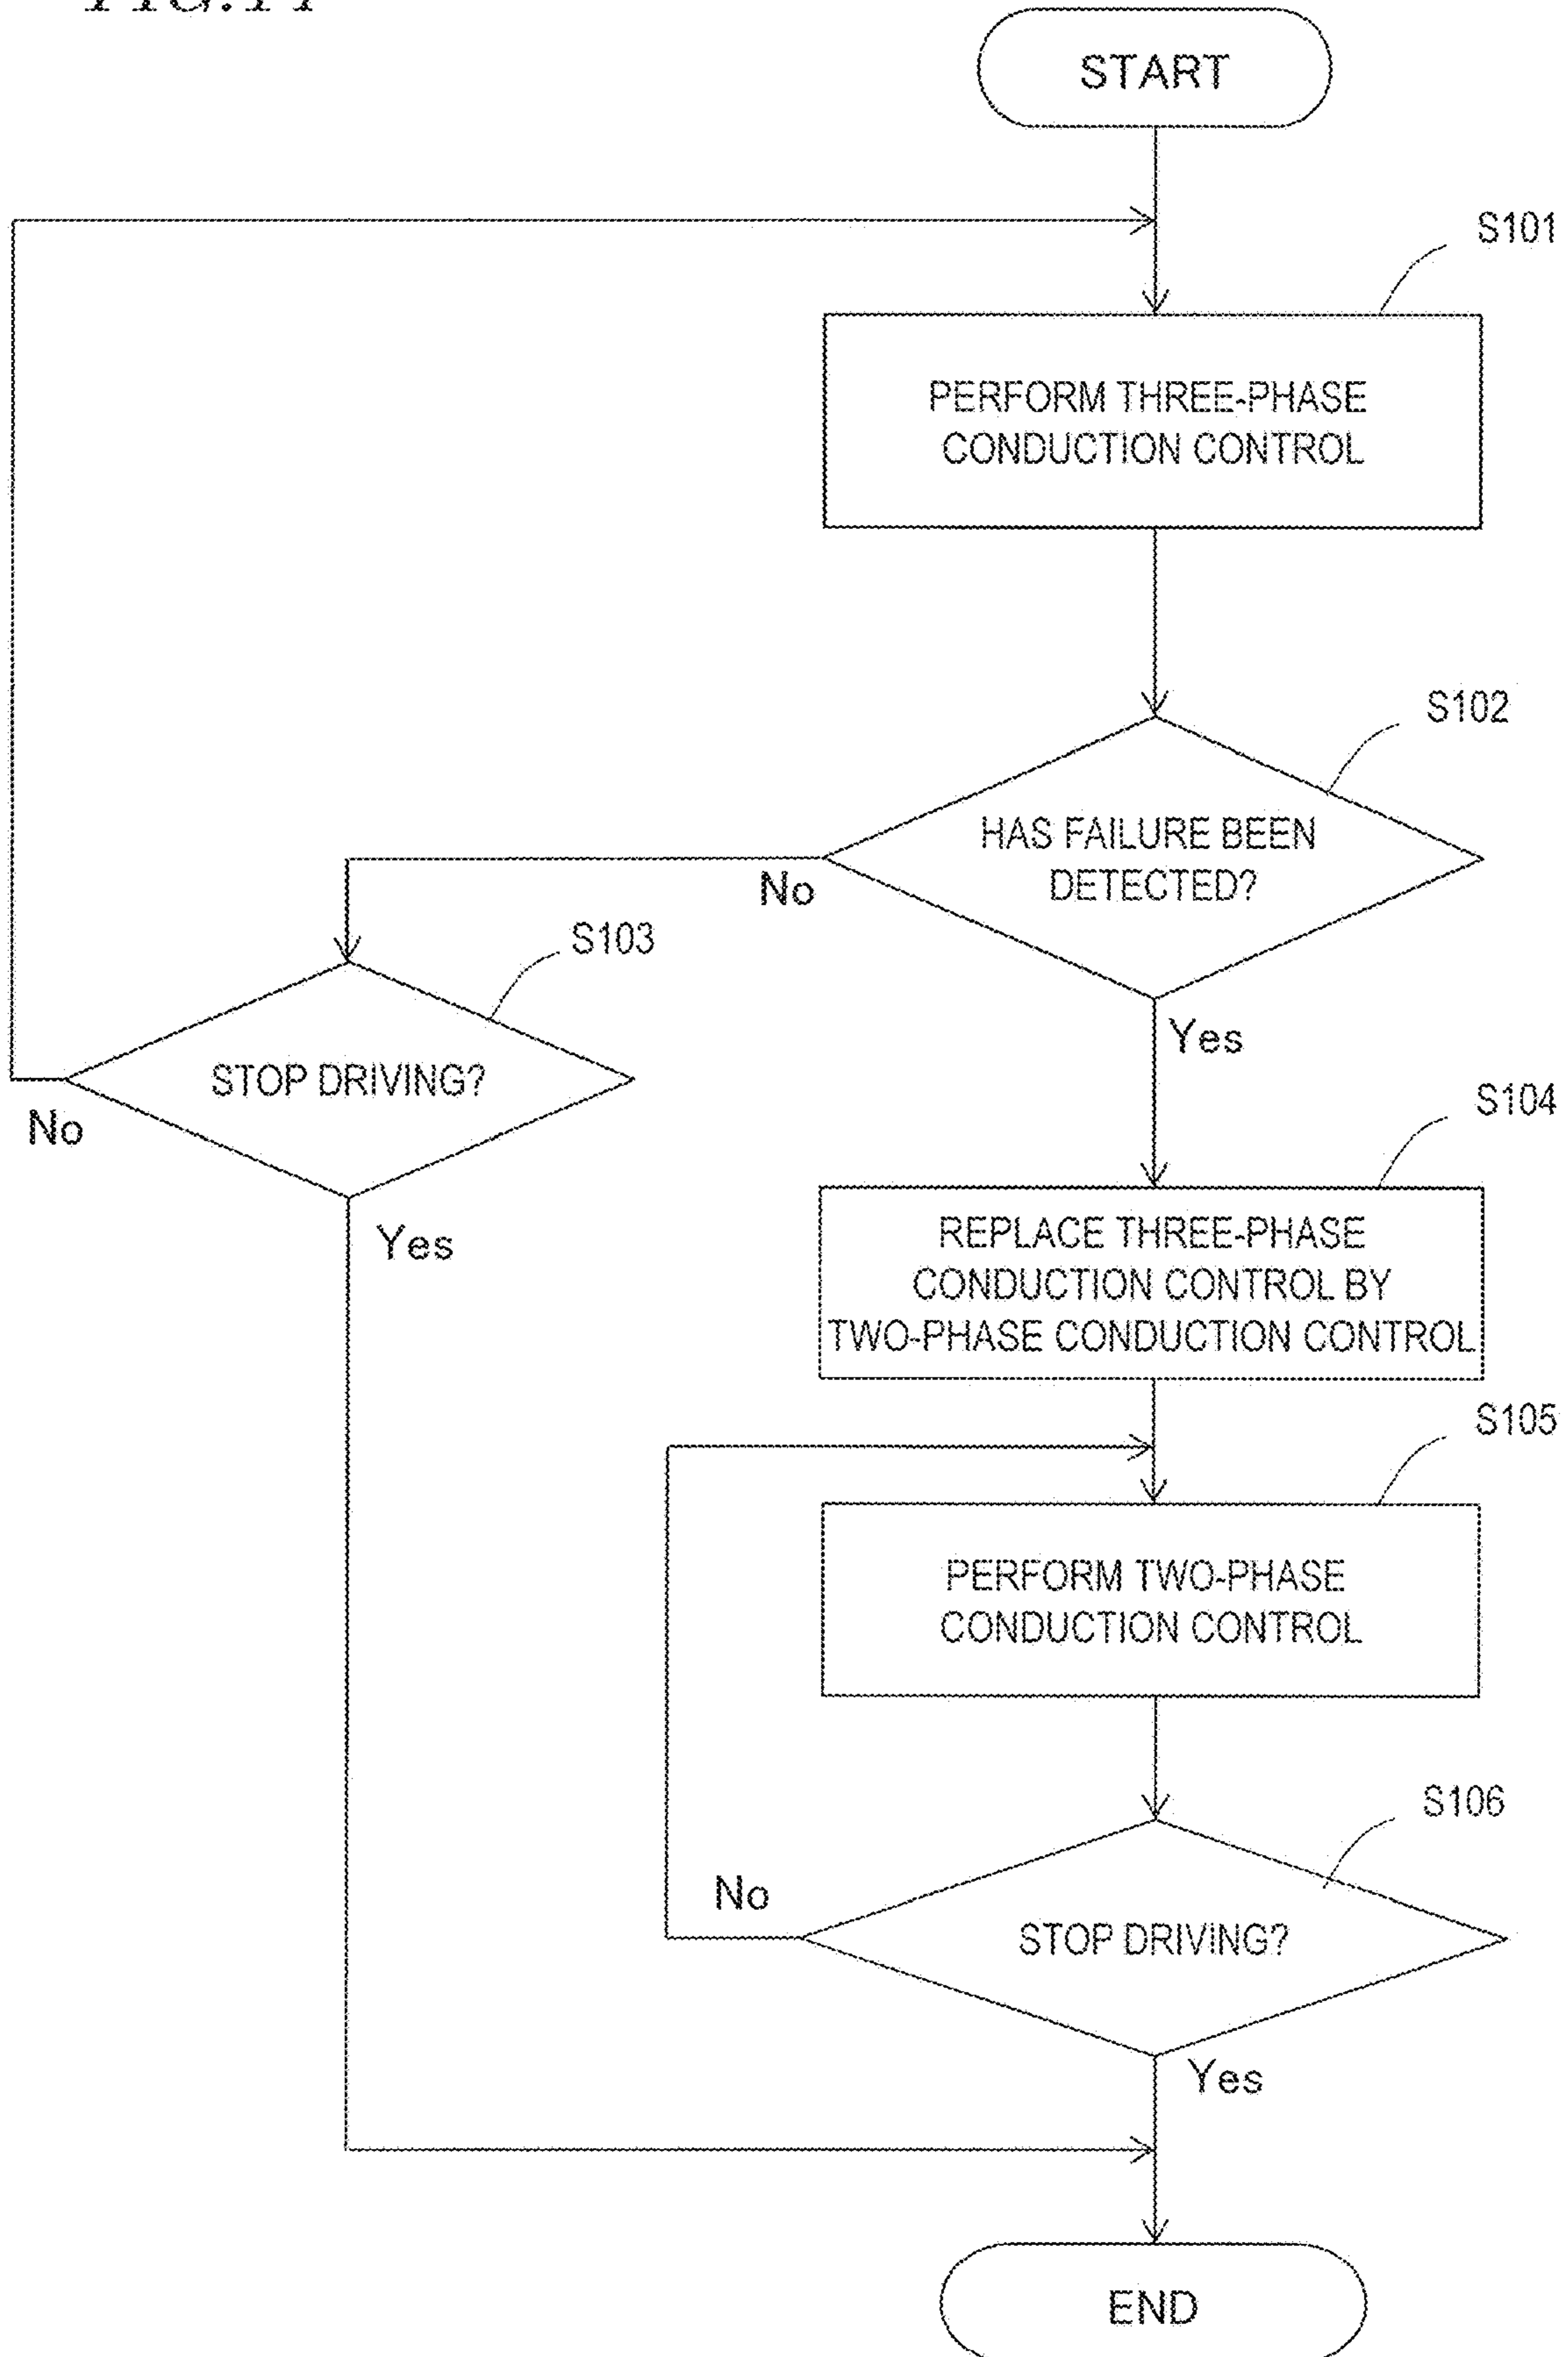 START
S101
PERFORM THREE-PHASE
CONDUCTION CONTROL
S102
HAS FAILURE BEEN
DETECTED?
No
S103
Yes
STOP DRIVING?
No
S104
Yes
REPLACE THREE-PHASE
CONDUCTION CONTROL BY
TWO-PHASE CONDUCTION CONTROL
S105
PERFORM TWO-PHASE
CONDUCTION CONTROL
S106
No
STOP DRIVING?
Yes
END